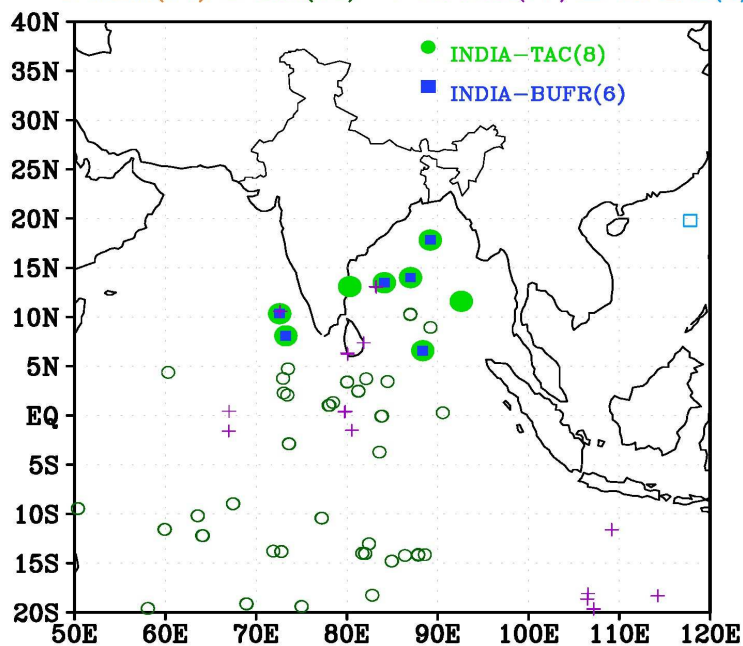 40N
INDIA-TAC(8)
35N
INDIA-BUFR(6)
30N
25N
20N
15N
10N
5N
EQ
5S
10S
15S
20S
50E 60E 70E 80E 90E 100E 110E 120E